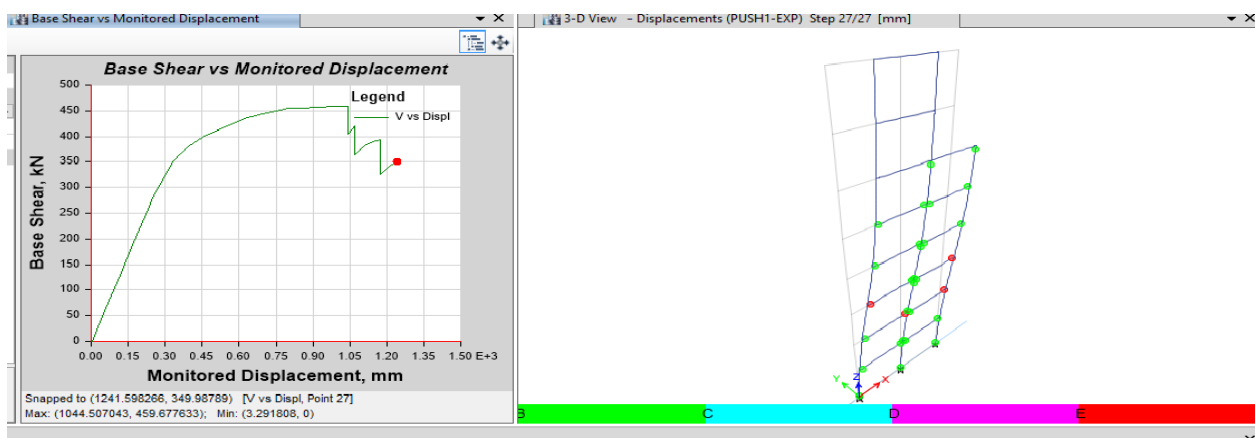 Base Shear vs Monitored Displacement
3-D View - Displacements (PUSH1-EXP) Step 27/27 [mm]
Base Shear vs Monitored Displacement
Legend
V vs Displ
Base Shear, kN
500
450
400
350
300
250
200
150
100
50
0
0.00 0.15 0.30 0.45 0.60 0.75 0.90 1.05 1.20 1.35 1.50 E+3
Monitored Displacement, mm
Snapped to (1241.598266, 349.98789) [V vs Displ, Point 27]
Max: (1044.507043, 459.677633); Min: (3.291808, 0)
Y Z X
B C D E